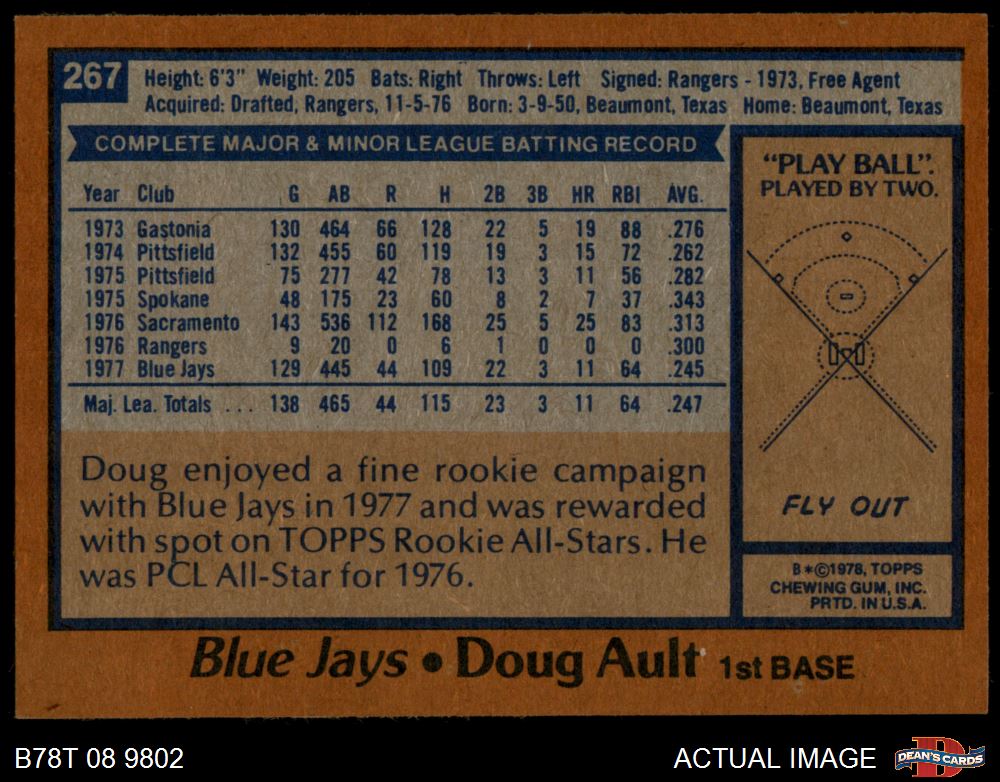 267
Height: 6'3" Weight: 205 Bats: Right Throws: Left Signed: Rangers - 1973, Free Agent
Acquired: Drafted, Rangers, 11-5-76 Born: 3-9-50, Beaumont, Texas Home: Beaumont, Texas
COMPLETE MAJOR & MINOR LEAGUE BATTING RECORD
Year Club G AB R H 2B 3B HR RBI AVG.
1973 Gastonia 130 464 66 128 22 5 19 88 .276
1974 Pittsfield 132 455 60 119 19 3 15 72 .262
1975 Pittsfield 75 277 42 78 13 3 11 56 .282
1975 Spokane 48 175 23 60 8 2 7 37 .343
1976 Sacramento 143 536 112 168 25 5 25 83 .313
1976 Rangers 9 20 0 6 1 0 0 0 .300
1977 Blue Jays 129 445 44 109 22 3 11 64 .245
Maj. Lea. Totals ... 138 465 44 115 23 3 11 64 .247
Doug enjoyed a fine rookie campaign
with Blue Jays in 1977 and was rewarded
with spot on TOPPS Rookie All-Stars. He
was PCL All-Star for 1976.
"PLAY BALL".
PLAYED BY TWO.
FLY OUT
B*©1978, TOPPS
CHEWING GUM, INC.
PRTD. IN U.S.A.
Blue Jays • Doug Ault 1st BASE
B78T 08 9802
ACTUAL IMAGE
D
DEAN'S CARDS